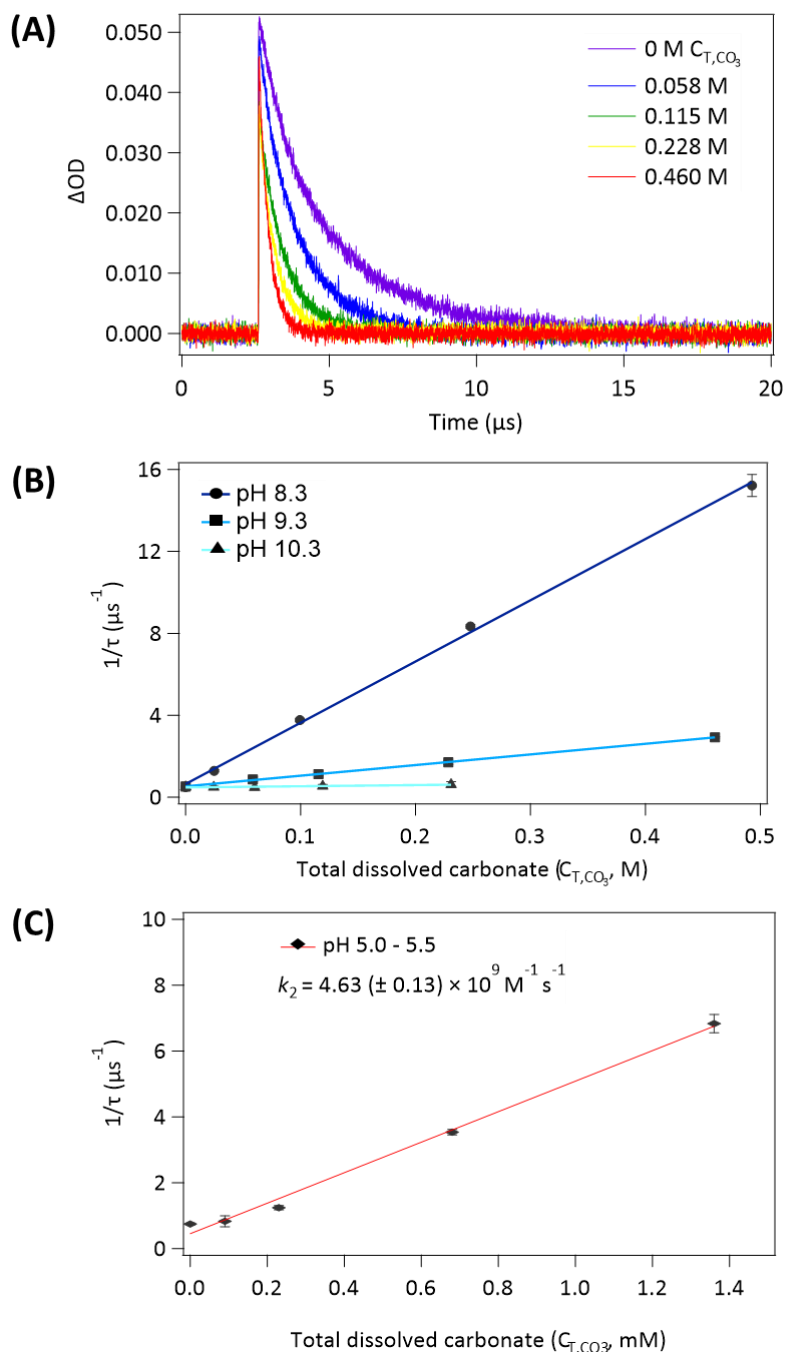 (A)
0.050
0.040
0.030
0.020
0.010
0.000
ΔOD
0 M C_T,CO₃
0.058 M
0.115 M
0.228 M
0.460 M
0
5
10
15
20
Time (μs)
(B)
16
12
8
4
0
1/τ (μs⁻¹)
pH 8.3
pH 9.3
pH 10.3
0.0
0.1
0.2
0.3
0.4
0.5
Total dissolved carbonate (C_T,CO₃, M)
(C)
10
8
6
4
2
0
1/τ (μs⁻¹)
pH 5.0 - 5.5
k₂ = 4.63 (± 0.13) × 10⁹ M⁻¹ s⁻¹
0.0
0.2
0.4
0.6
0.8
1.0
1.2
1.4
Total dissolved carbonate (C_T,CO3, mM)